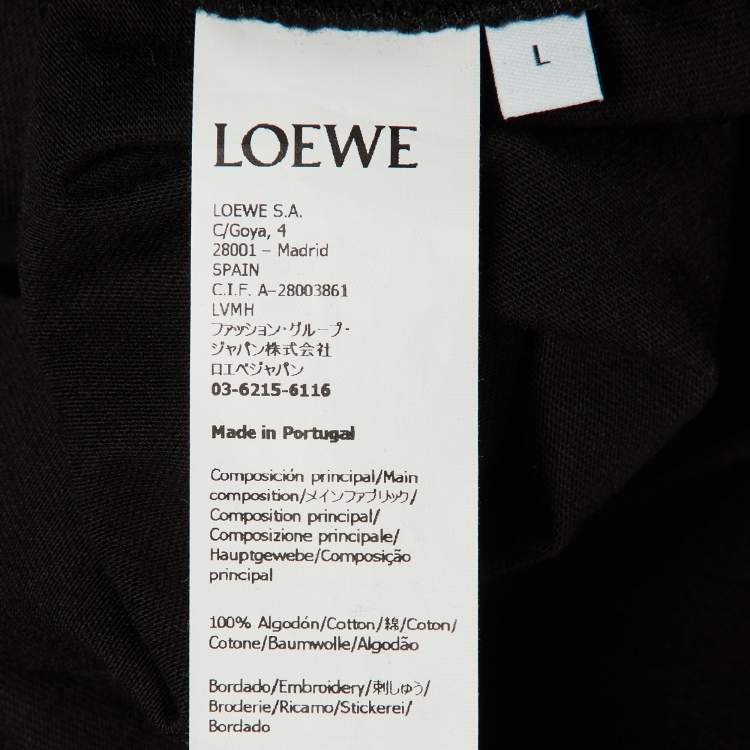 L
LOEWE
LOEWE S.A.
C/Goya, 4
28001 – Madrid
SPAIN
C.I.F. A-28003861
LVMH
ファッション・グループ・
ジャパン株式会社
ロエベジャパン
03-6215-6116
Made in Portugal
Composición principal/Main
composition/メインファブリック/
Composition principal/
Composizione principale/
Hauptgewebe/Composição
principal
100% Algodón/Cotton/綿/Coton/
Cotone/Baumwolle/Algodão
Bordado/Embroidery/刺しゅう/
Broderie/Ricamo/Stickerei/
Bordado